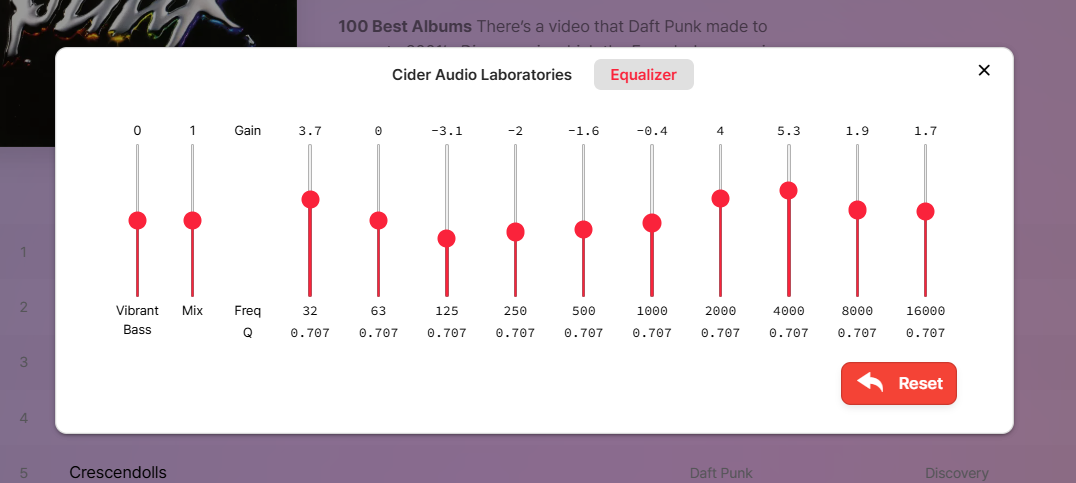 100 Best Albums There's a video that Daft Punk made to
Cider Audio Laboratories Equalizer
0 1 Gain 3.7 0 -3.1 -2 -1.6 -0.4 4 5.3 1.9 1.7
Vibrant Mix Freq 32 63 125 250 500 1000 2000 4000 8000 16000
Bass Q 0.707 0.707 0.707 0.707 0.707 0.707 0.707 0.707 0.707 0.707
Reset
1
2
3
4
5 Crescendolls Daft Punk Discovery